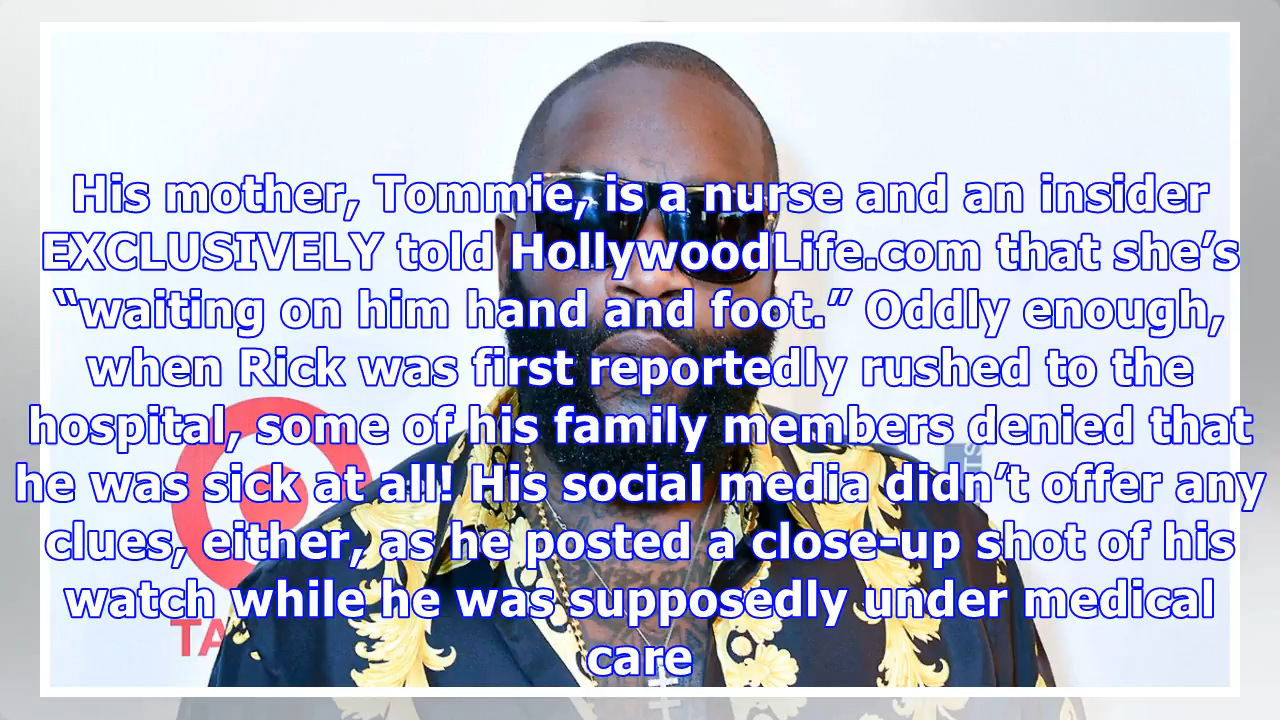 His mother, Tommie, is a nurse and an insider
EXCLUSIVELY told HollywoodLife.com that she’s
“waiting on him hand and foot.” Oddly enough,
when Rick was first reportedly rushed to the
hospital, some of his family members denied that
he was sick at all! His social media didn’t offer any
clues, either, as he posted a close-up shot of his
watch while he was supposedly under medical
care
TA
TS